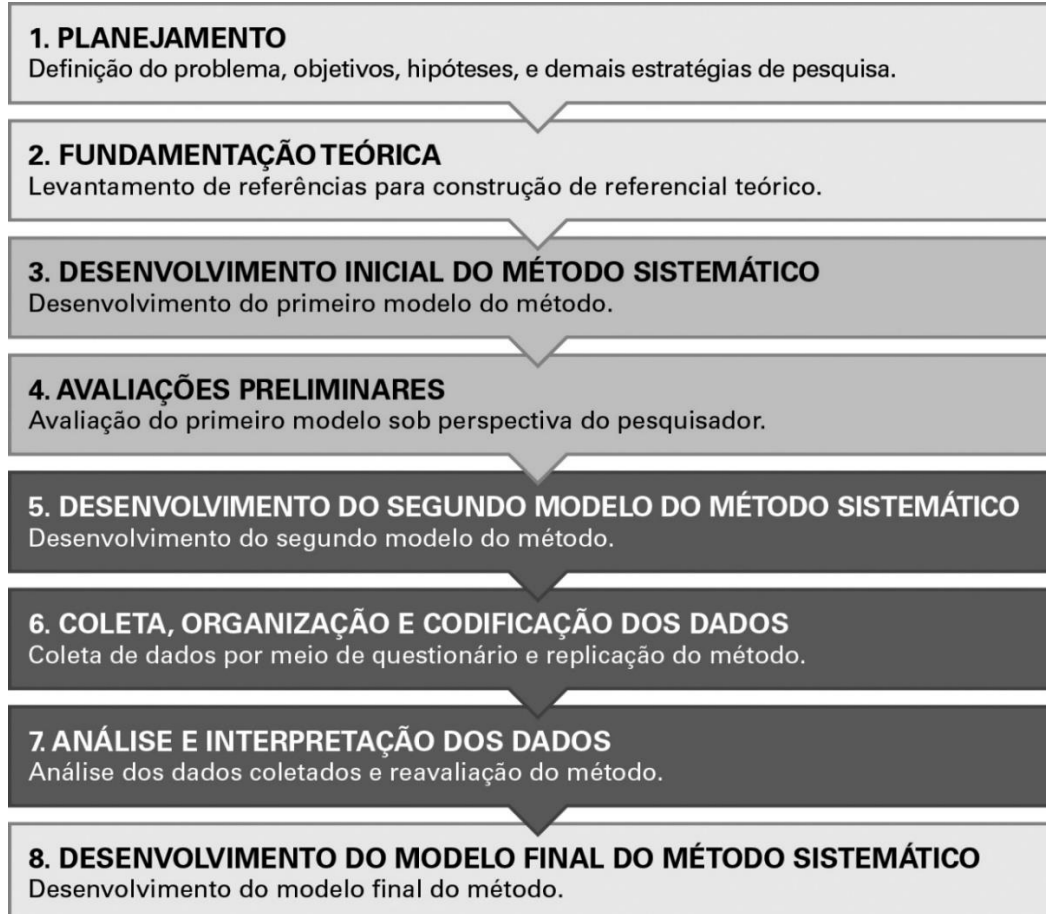 1. PLANEJAMENTO
Definição do problema, objetivos, hipóteses, e demais estratégias de pesquisa.
2. FUNDAMENTAÇÃO TEÓRICA
Levantamento de referências para construção de referencial teórico.
3. DESENVOLVIMENTO INICIAL DO MÉTODO SISTEMÁTICO
Desenvolvimento do primeiro modelo do método.
4. AVALIAÇÕES PRELIMINARES
Avaliação do primeiro modelo sob perspectiva do pesquisador.
5. DESENVOLVIMENTO DO SEGUNDO MODELO DO MÉTODO SISTEMÁTICO
Desenvolvimento do segundo modelo do método.
6. COLETA, ORGANIZAÇÃO E CODIFICAÇÃO DOS DADOS
Coleta de dados por meio de questionário e replicação do método.
7. ANÁLISE E INTERPRETAÇÃO DOS DADOS
Análise dos dados coletados e reavaliação do método.
8. DESENVOLVIMENTO DO MODELO FINAL DO MÉTODO SISTEMÁTICO
Desenvolvimento do modelo final do método.